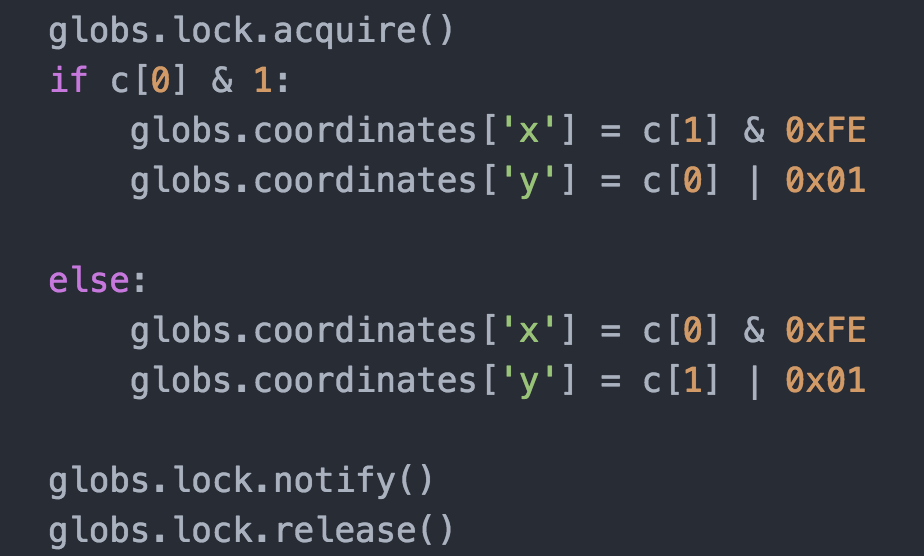 globs.lock.acquire()
if c[0] & 1:
    globs.coordinates['x'] = c[1] & 0xFE
    globs.coordinates['y'] = c[0] | 0x01
else:
    globs.coordinates['x'] = c[0] & 0xFE
    globs.coordinates['y'] = c[1] | 0x01
globs.lock.notify()
globs.lock.release()